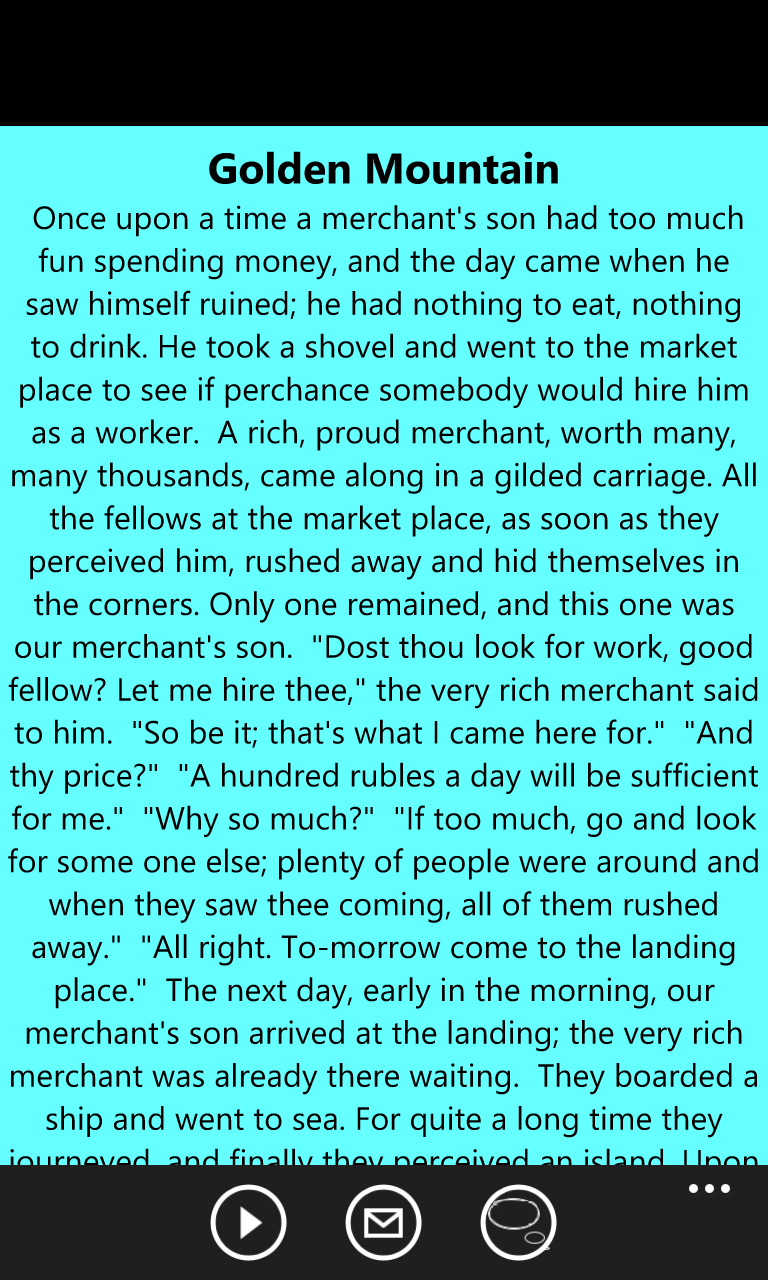 Golden Mountain
Once upon a time a merchant's son had too much
fun spending money, and the day came when he
saw himself ruined; he had nothing to eat, nothing
to drink. He took a shovel and went to the market
place to see if perchance somebody would hire him
as a worker.  A rich, proud merchant, worth many,
many thousands, came along in a gilded carriage. All
the fellows at the market place, as soon as they
perceived him, rushed away and hid themselves in
the corners. Only one remained, and this one was
our merchant's son.  "Dost thou look for work, good
fellow? Let me hire thee," the very rich merchant said
to him.  "So be it; that's what I came here for."  "And
thy price?"  "A hundred rubles a day will be sufficient
for me."  "Why so much?"  "If too much, go and look
for some one else; plenty of people were around and
when they saw thee coming, all of them rushed
away."  "All right. To-morrow come to the landing
place."  The next day, early in the morning, our
merchant's son arrived at the landing; the very rich
merchant was already there waiting.  They boarded a
ship and went to sea. For quite a long time they
journeyed, and finally they perceived an island. Upon